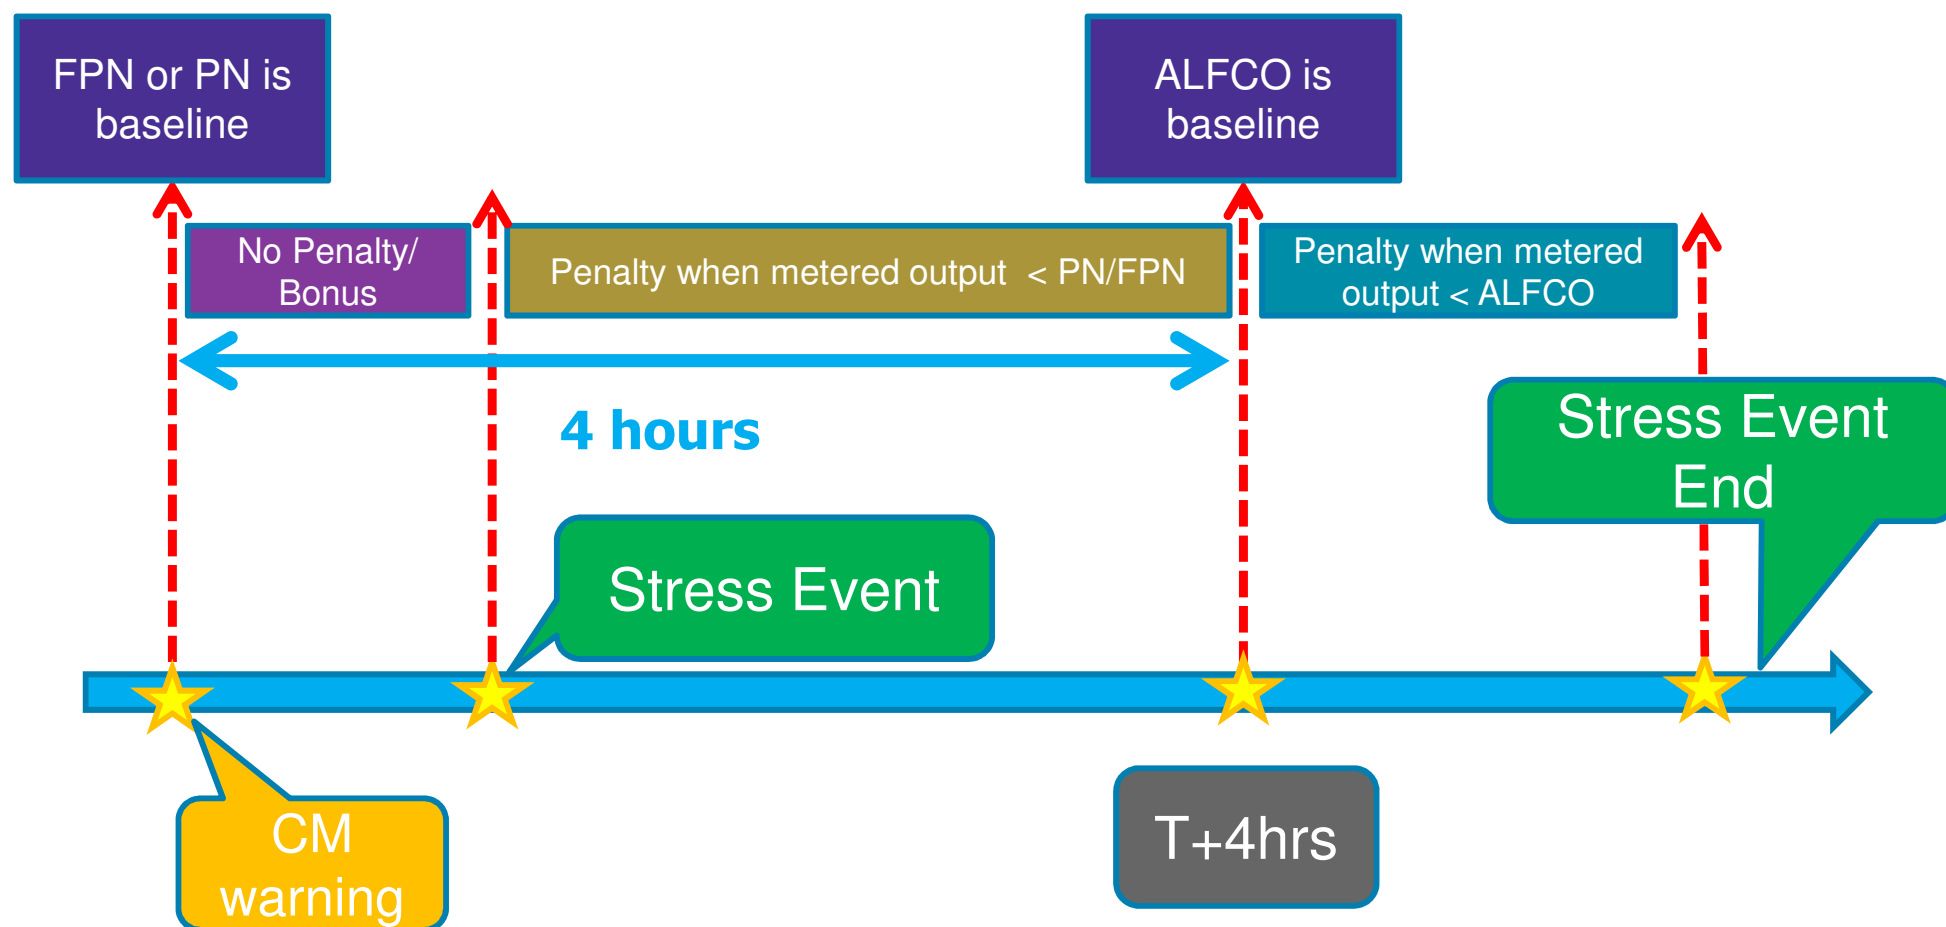 FPN or PN is
baseline
ALFCO is
baseline
No Penalty/
Bonus
Penalty when metered output  < PN/FPN
Penalty when metered
output < ALFCO
4 hours
Stress Event
End
Stress Event
CM
warning
T+4hrs